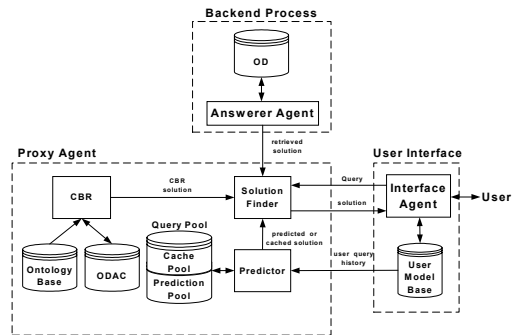 Backend Process
OD
Answerer Agent
retrieved
solution
Proxy Agent
User Interface
CBR
CBR
solution
Solution
Finder
Query
solution
Interface
Agent
User
Query Pool
predicted or
cached solution
Ontology
Base
ODAC
Cache
Pool
Prediction
Pool
Predictor
user query
history
User
Model
Base